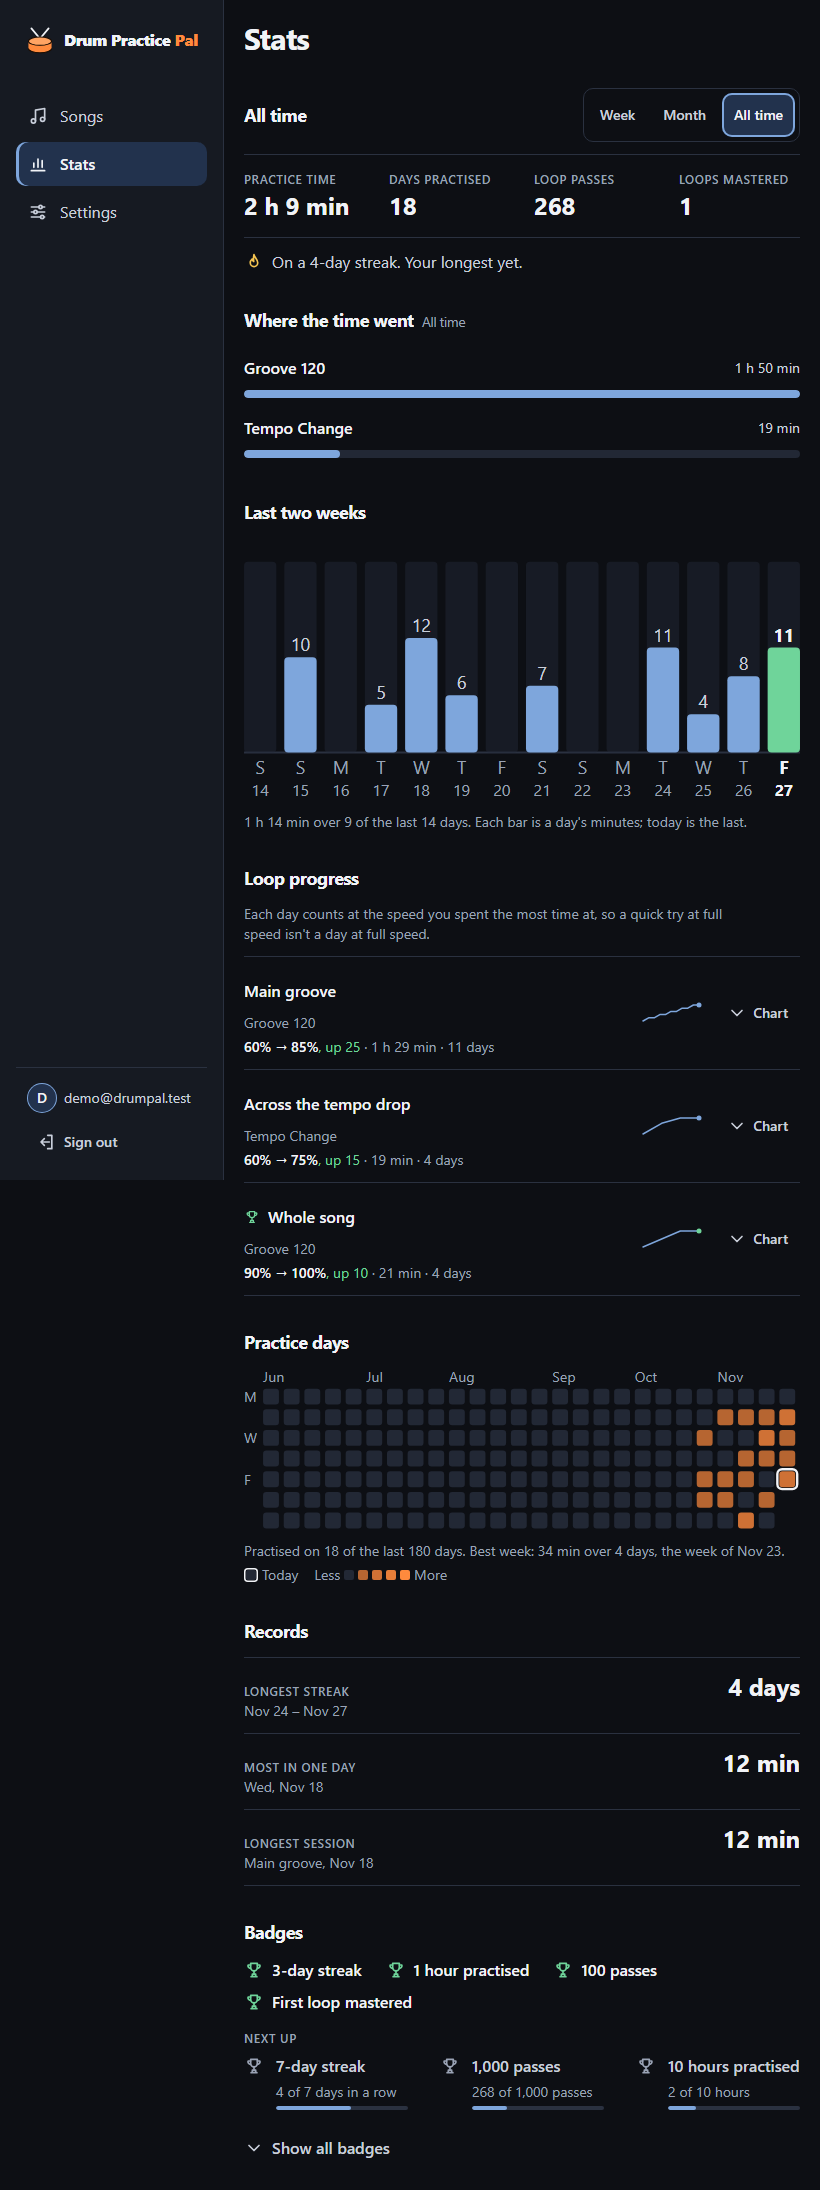 Drum Practice Pal
Songs
Stats
Settings
demo@drumpal.test
D
Sign out
Stats
All time
Week Month All time
PRACTICE TIME DAYS PRACTISED LOOP PASSES LOOPS MASTERED
2 h 9 min 18 268 1
On a 4-day streak. Your longest yet.
Where the time went All time
Groove 120 1 h 50 min
Tempo Change 19 min
Last two weeks
10 5 12 6 7 11 4 8 11
S S M T W T F S S M T W T F
14 15 16 17 18 19 20 21 22 23 24 25 26 27
1 h 14 min over 9 of the last 14 days. Each bar is a day's minutes; today is the last.
Loop progress
Each day counts at the speed you spent the most time at, so a quick try at full
speed isn't a day at full speed.
Main groove
Groove 120
60% → 85%, up 25 · 1 h 29 min · 11 days
Chart
Across the tempo drop
Tempo Change
60% → 75%, up 15 · 19 min · 4 days
Chart
Whole song
Groove 120
90% → 100%, up 10 · 21 min · 4 days
Chart
Practice days
Jun Jul Aug Sep Oct Nov
M
W
F
Practised on 18 of the last 180 days. Best week: 34 min over 4 days, the week of Nov 23.
Today Less More
Records
LONGEST STREAK 4 days
Nov 24 – Nov 27
MOST IN ONE DAY 12 min
Wed, Nov 18
LONGEST SESSION 12 min
Main groove, Nov 18
Badges
3-day streak 1 hour practised 100 passes
First loop mastered
NEXT UP
7-day streak 1,000 passes 10 hours practised
4 of 7 days in a row 268 of 1,000 passes 2 of 10 hours
Show all badges